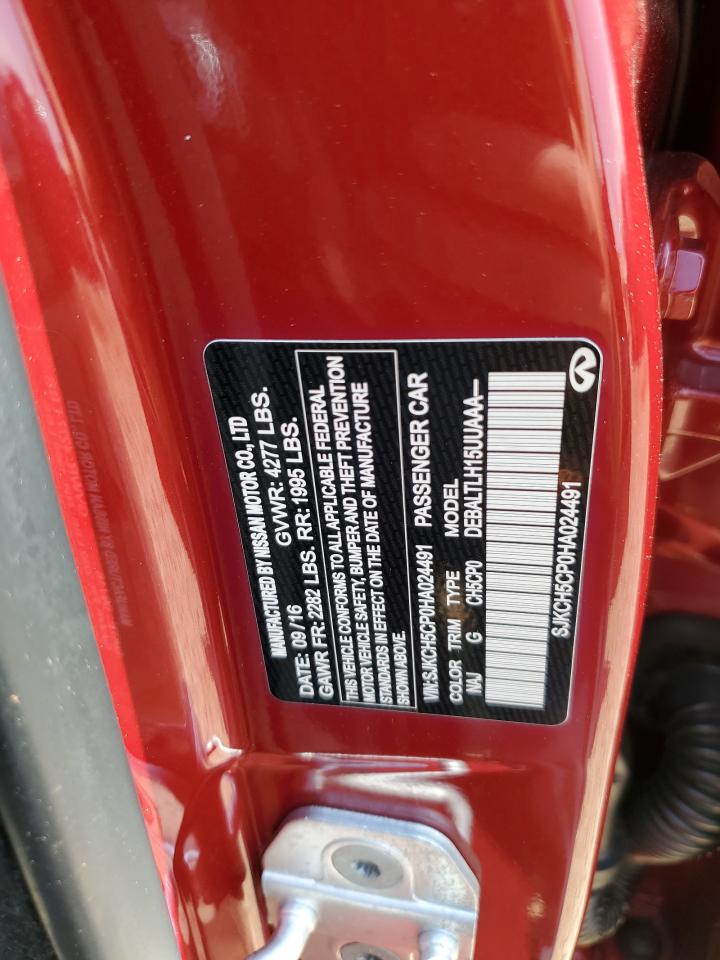 MANUFACTURED BY NISSAN MOTOR CO., LTD
DATE: 09/16 GVWR: 4277 LBS.
GAWR FR: 2282 LBS. RR: 1995 LBS.
THIS VEHICLE CONFORMS TO ALL APPLICABLE FEDERAL
MOTOR VEHICLE SAFETY, BUMPER AND THEFT PREVENTION
STANDARDS IN EFFECT ON THE DATE OF MANUFACTURE
SHOWN ABOVE.
VIN:SJKCH5CP0HA024491 PASSENGER CAR
COLOR TRIM TYPE MODEL
NAJ G CH5CP0 DEBALTLH15UUAAA—
SJKCH5CP0HA024491